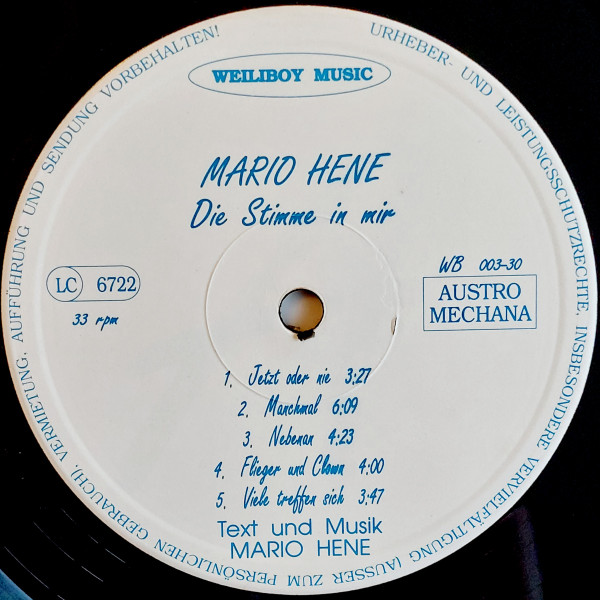 WEILIBOY MUSIC
MARIO HENE
Die Stimme in mir
LC 6722
33 rpm
WB 003-30
AUSTRO
MECHANA
1. Jetzt oder nie 3:27
2. Manchmal 6:09
3. Nebenan 4:23
4. Flieger und Clown 4:00
5. Viele treffen sich 3:47
Text und Musik
MARIO HENE
URHEBER- UND LEISTUNGSSCHUTZRECHTE, INSBESONDERE VERVIELFÄLTIGUNG (AUSSER ZUM PERSÖNLICHEN GEBRAUCH), VERMIETUNG, AUFFÜHRUNG UND SENDUNG VORBEHALTEN!